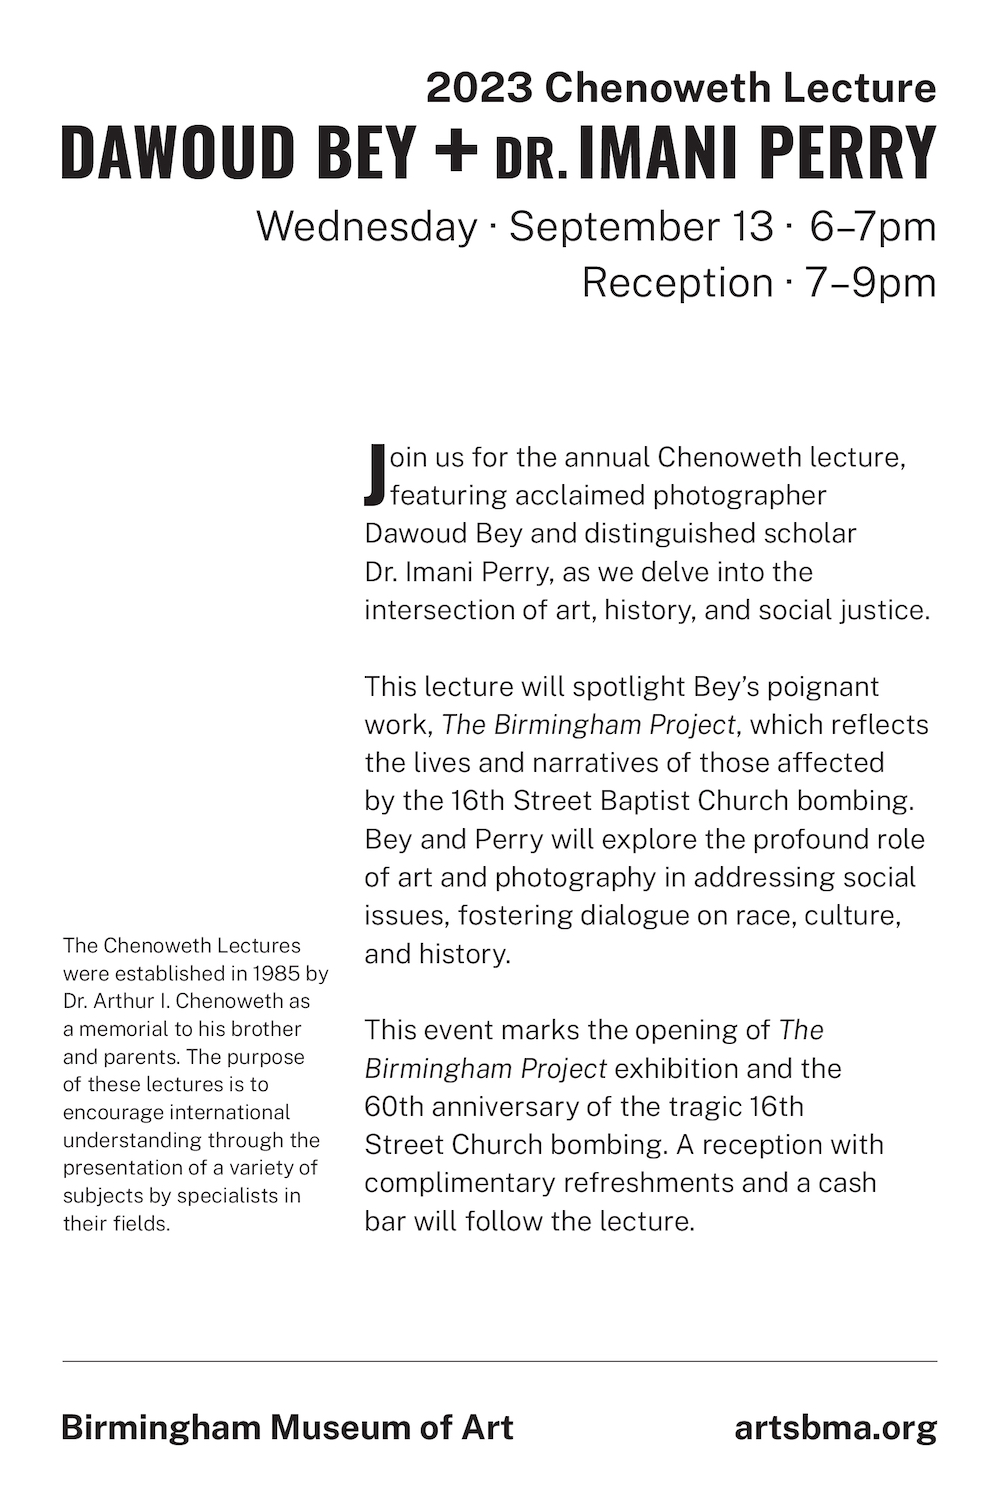 2023 Chenoweth Lecture
DAWOUD BEY + DR. IMANI PERRY
Wednesday · September 13 · 6–7pm
Reception · 7–9pm
Join us for the annual Chenoweth lecture,
featuring acclaimed photographer
Dawoud Bey and distinguished scholar
Dr. Imani Perry, as we delve into the
intersection of art, history, and social justice.
This lecture will spotlight Bey’s poignant
work, The Birmingham Project, which reflects
the lives and narratives of those affected
by the 16th Street Baptist Church bombing.
Bey and Perry will explore the profound role
of art and photography in addressing social
issues, fostering dialogue on race, culture,
and history.
This event marks the opening of The
Birmingham Project exhibition and the
60th anniversary of the tragic 16th
Street Church bombing. A reception with
complimentary refreshments and a cash
bar will follow the lecture.
The Chenoweth Lectures
were established in 1985 by
Dr. Arthur I. Chenoweth as
a memorial to his brother
and parents. The purpose
of these lectures is to
encourage international
understanding through the
presentation of a variety of
subjects by specialists in
their fields.
Birmingham Museum of Art
artsbma.org